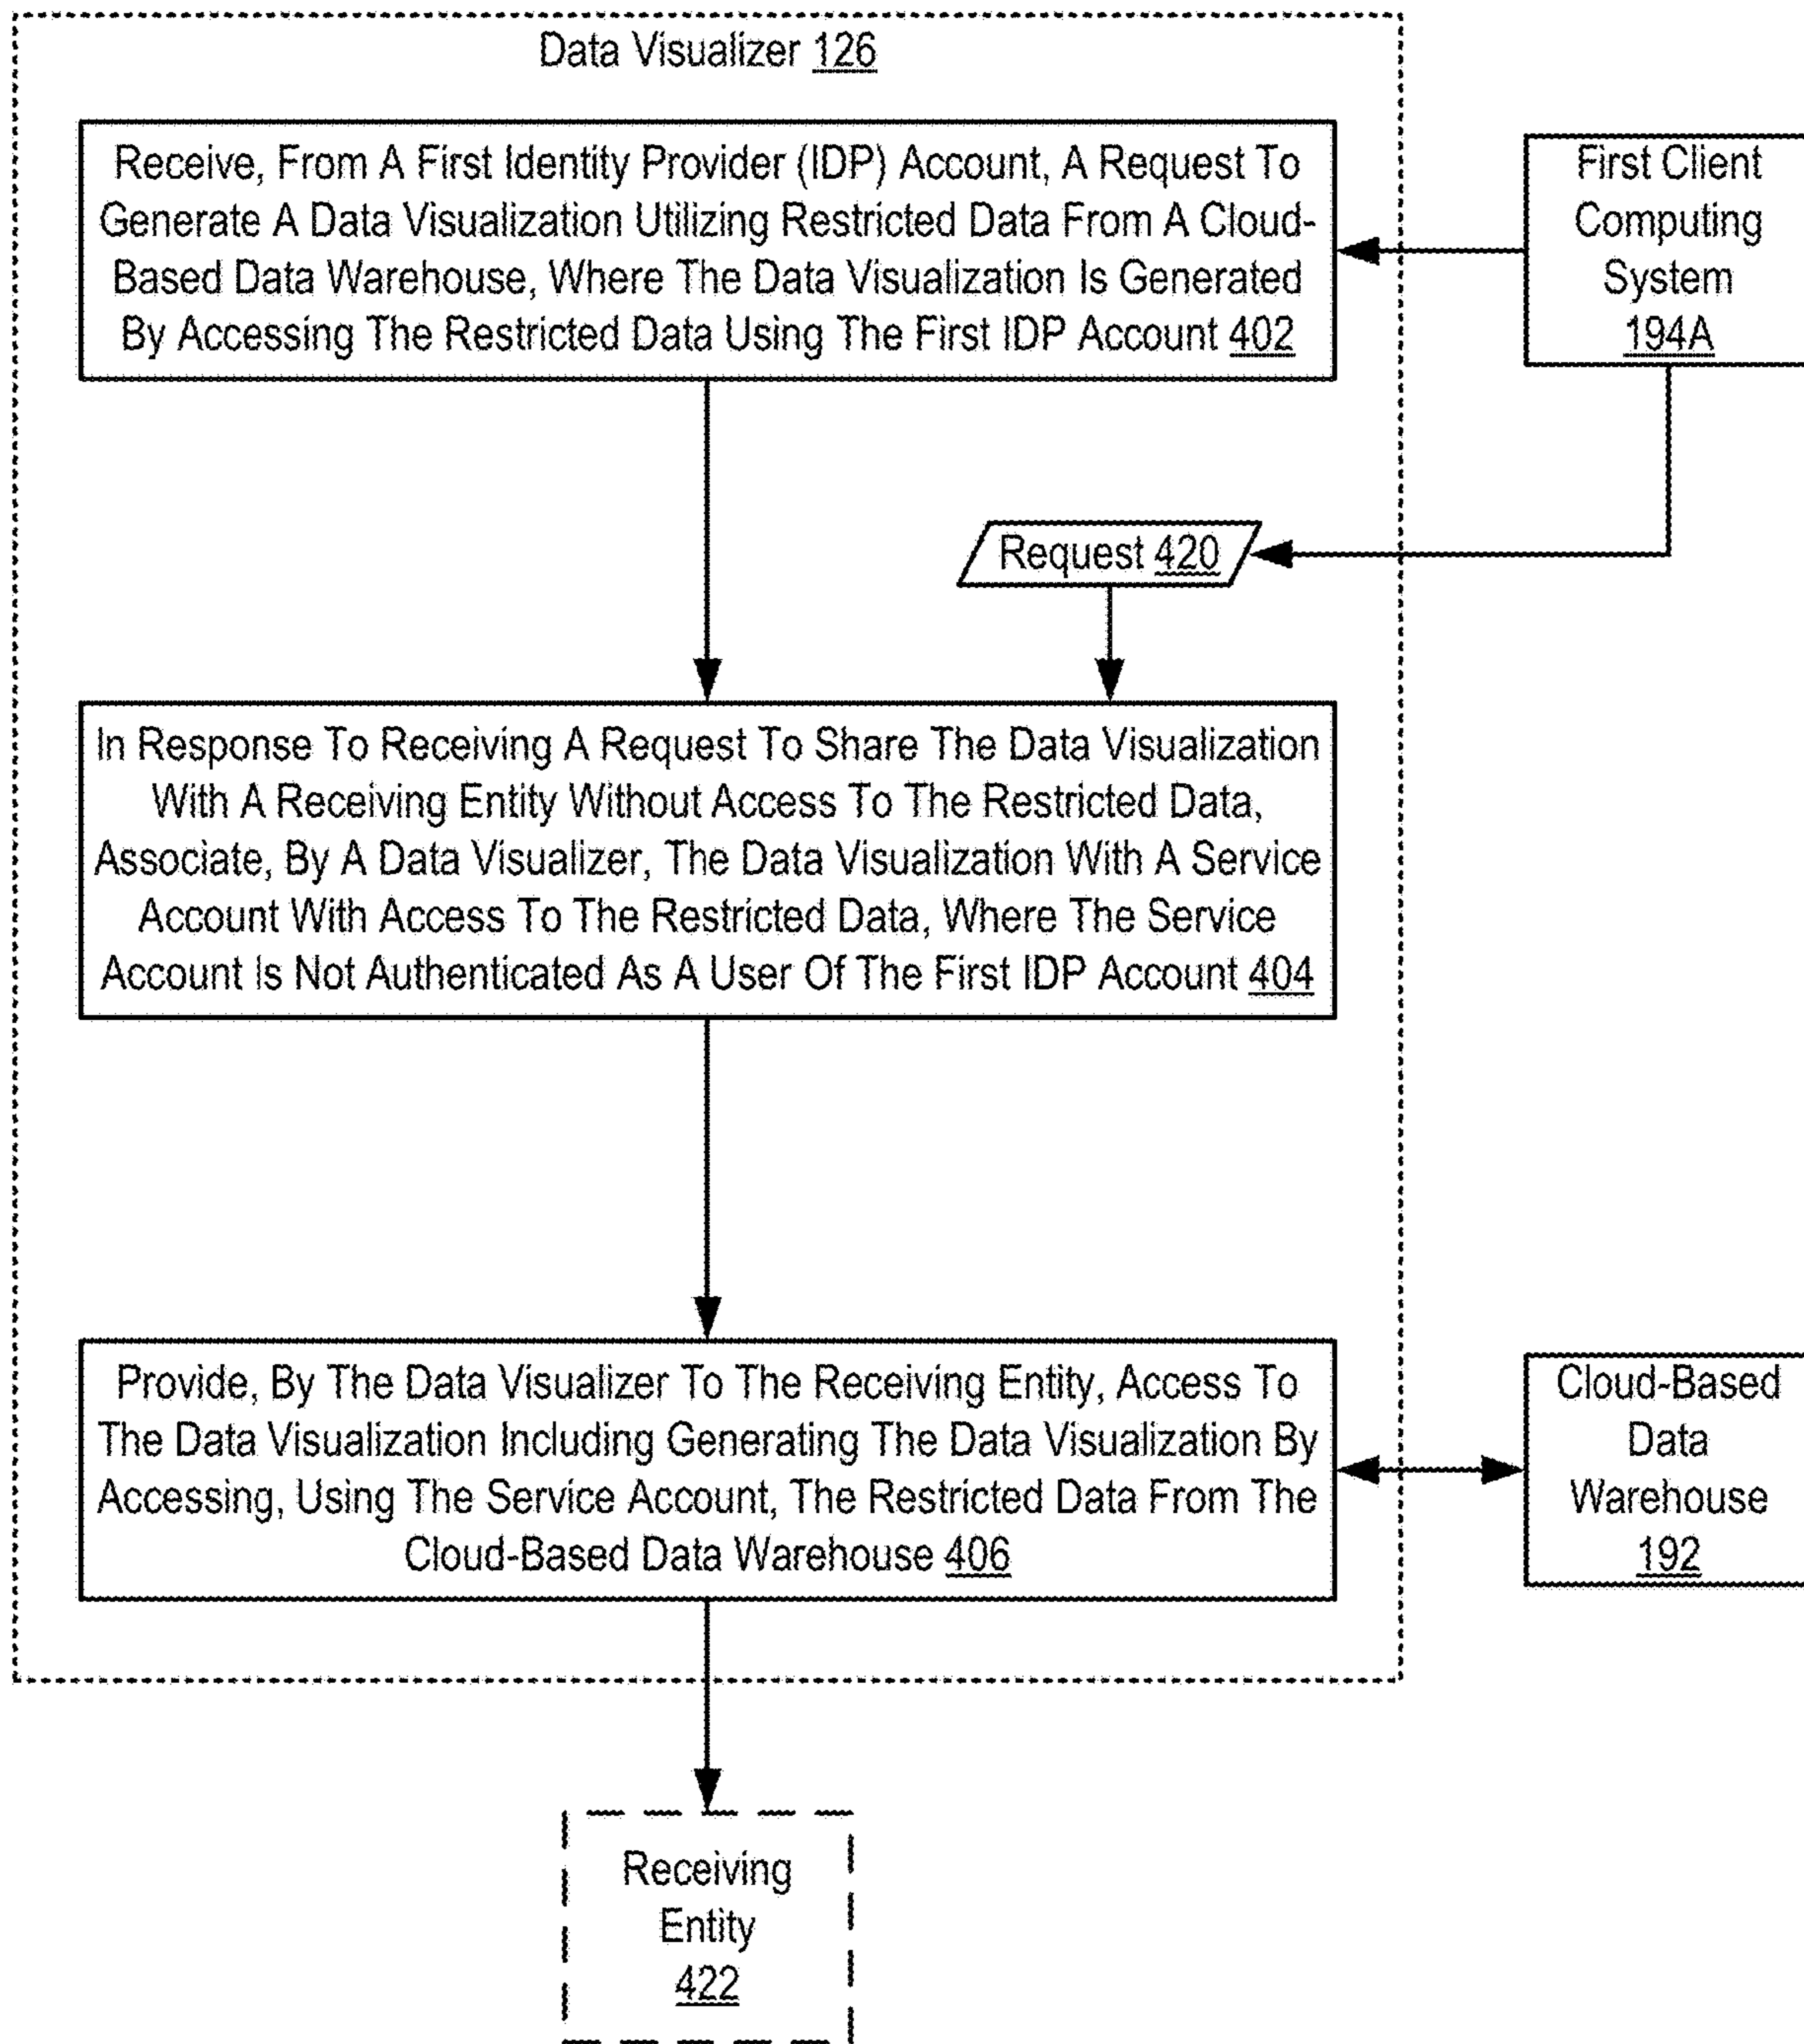 Data Visualizer 126
Receive, From A First Identity Provider (IDP) Account, A Request To
Generate A Data Visualization Utilizing Restricted Data From A Cloud-
Based Data Warehouse, Where The Data Visualization Is Generated
By Accessing The Restricted Data Using The First IDP Account 402
First Client
Computing
System
194A
Request 420
In Response To Receiving A Request To Share The Data Visualization
With A Receiving Entity Without Access To The Restricted Data,
Associate, By A Data Visualizer, The Data Visualization With A Service
Account With Access To The Restricted Data, Where The Service
Account Is Not Authenticated As A User Of The First IDP Account 404
Provide, By The Data Visualizer To The Receiving Entity, Access To
The Data Visualization Including Generating The Data Visualization By
Accessing, Using The Service Account, The Restricted Data From The
Cloud-Based Data Warehouse 406
Cloud-Based
Data
Warehouse
192
Receiving
Entity
422